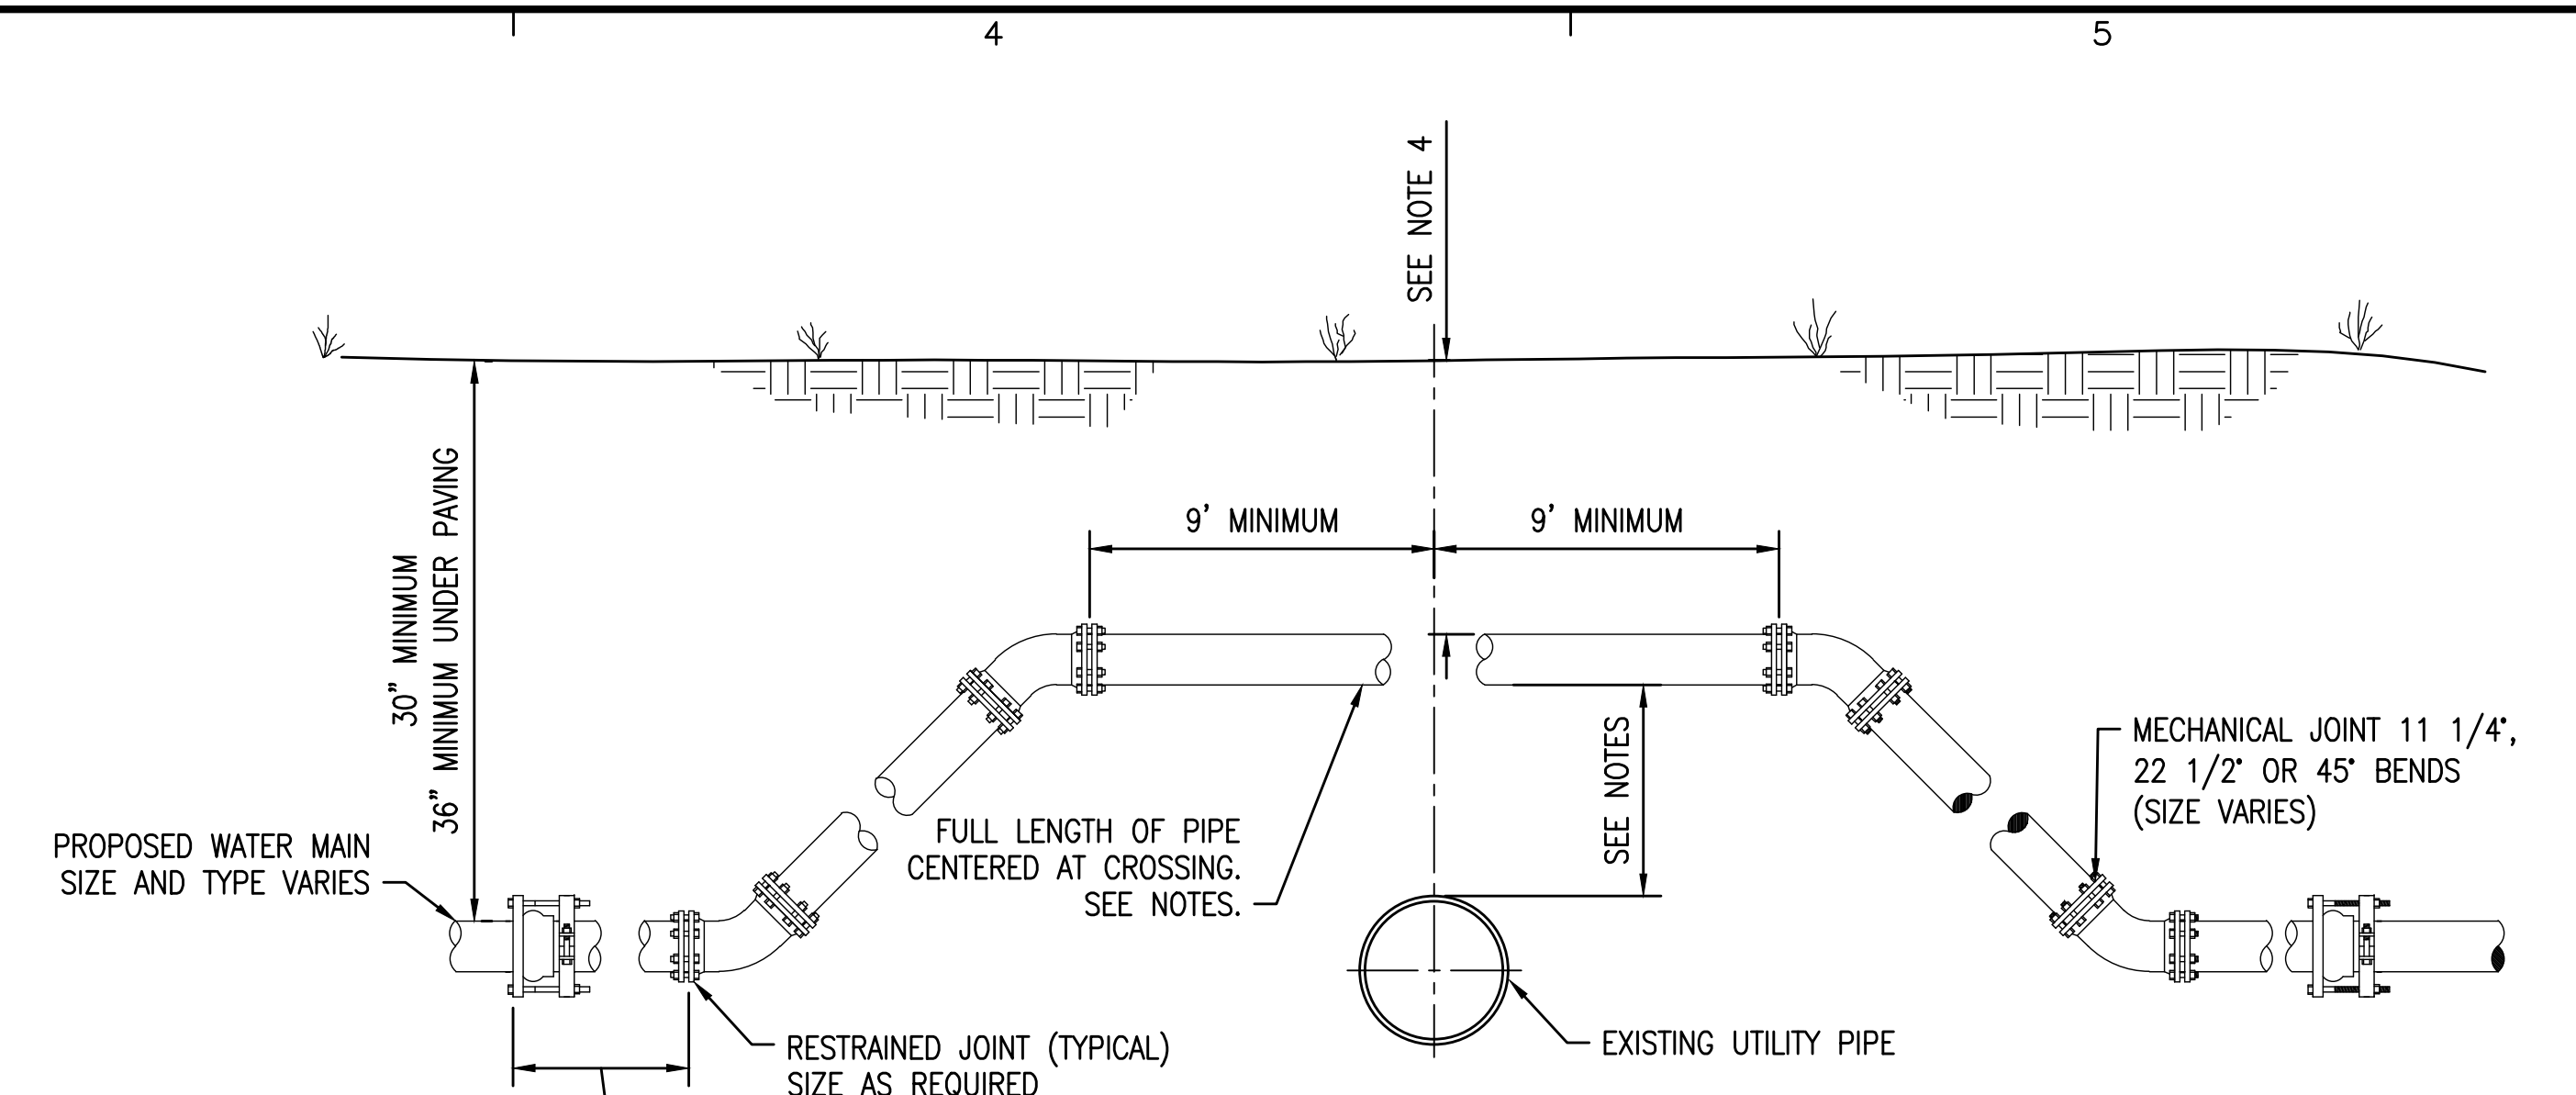 4
5
SEE NOTE 4
9' MINIMUM
9' MINIMUM
30" MINIMUM
36" MINIMUM UNDER PAVING
SEE NOTES
MECHANICAL JOINT 11 1/4°,
22 1/2° OR 45° BENDS
(SIZE VARIES)
PROPOSED WATER MAIN
SIZE AND TYPE VARIES
FULL LENGTH OF PIPE
CENTERED AT CROSSING.
SEE NOTES.
RESTRAINED JOINT (TYPICAL)
SIZE AS REQUIRED
EXISTING UTILITY PIPE